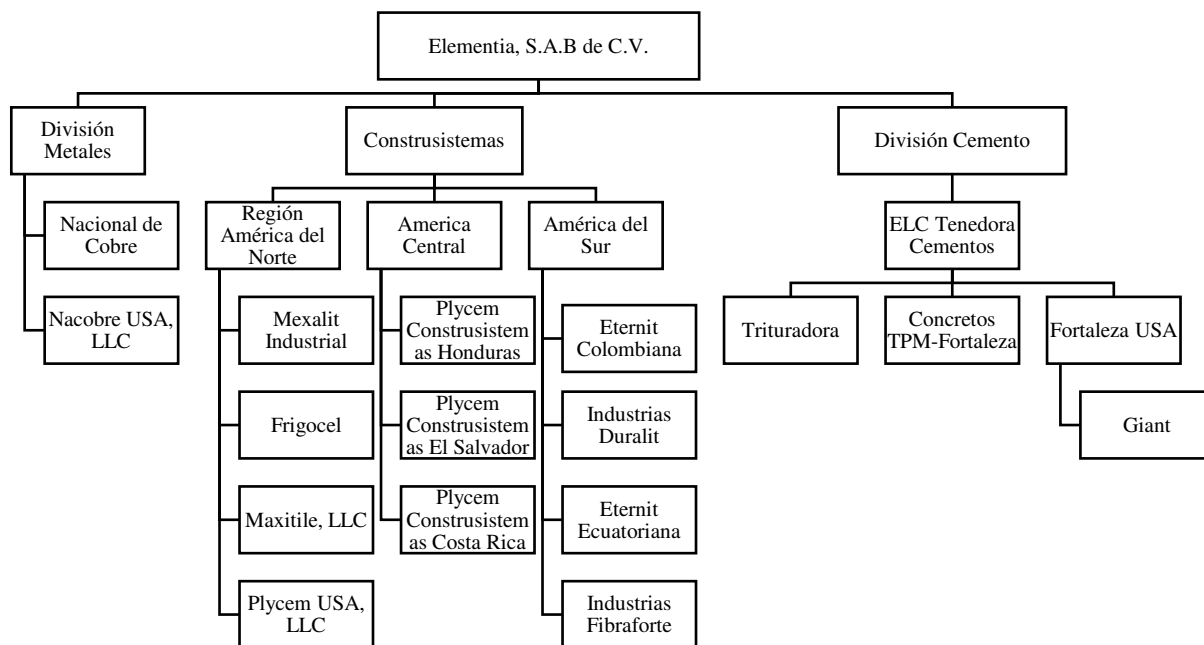 Elementia, S.A.B de C.V.
División
Metales
Construsistemas
División Cemento
Nacional de
Cobre
Nacobre USA,
LLC
Región
América del
Norte
Mexalit
Industrial
Frigocel
Maxitile, LLC
Plycem USA,
LLC
America
Central
Plycem
Construsistem
as Honduras
Plycem
Construsistem
as El Salvador
Plycem
Construsistem
as Costa Rica
América del
Sur
Eternit
Colombiana
Industrias
Duralit
Eternit
Ecuatoriana
Industrias
Fibraforte
ELC Tenedora
Cementos
Trituradora
Concretos
TPM-Fortaleza
Fortaleza USA
Giant